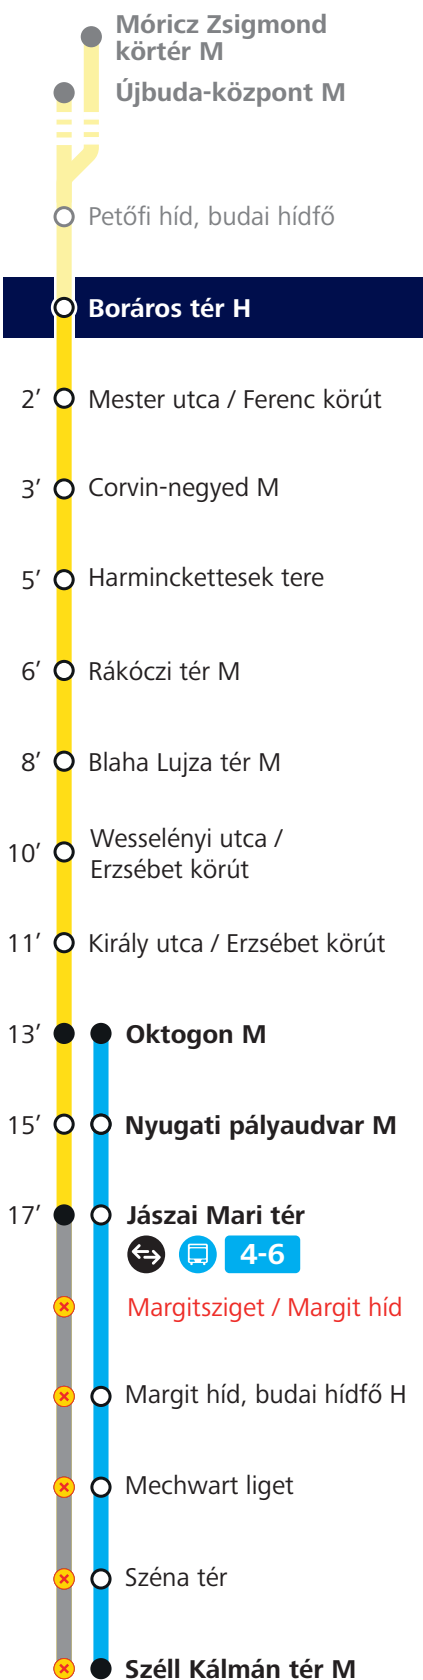 Móricz Zsigmond
körtér M
Újbuda-központ M
Petőfi híd, budai hídfő
Boráros tér H
2’ Mester utca / Ferenc körút
3’ Corvin-negyed M
5’ Harminckettesek tere
6’ Rákóczi tér M
8’ Blaha Lujza tér M
10’ Wesselényi utca /
Erzsébet körút
11’ Király utca / Erzsébet körút
13’ Oktogon M
15’ Nyugati pályaudvar M
17’ Jászai Mari tér
4-6
Margitsziget / Margit híd
Margit híd, budai hídfő H
Mechwart liget
Széna tér
Széll Kálmán tér M